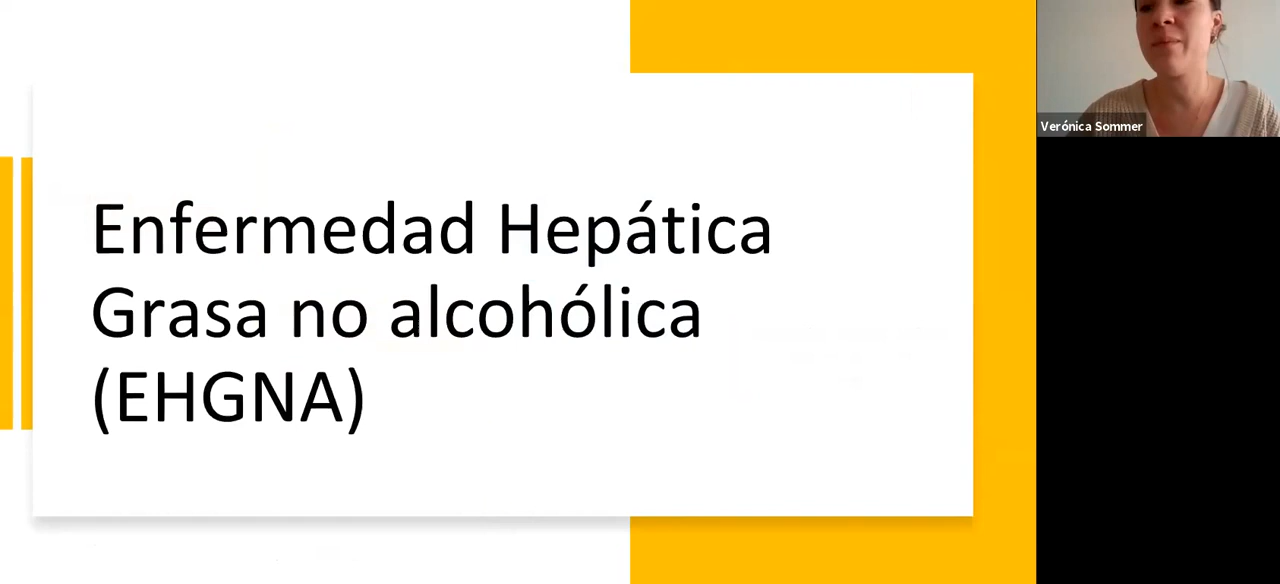 Enfermedad Hepática
Grasa no alcohólica
(EHGNA)
Verónica Sommer